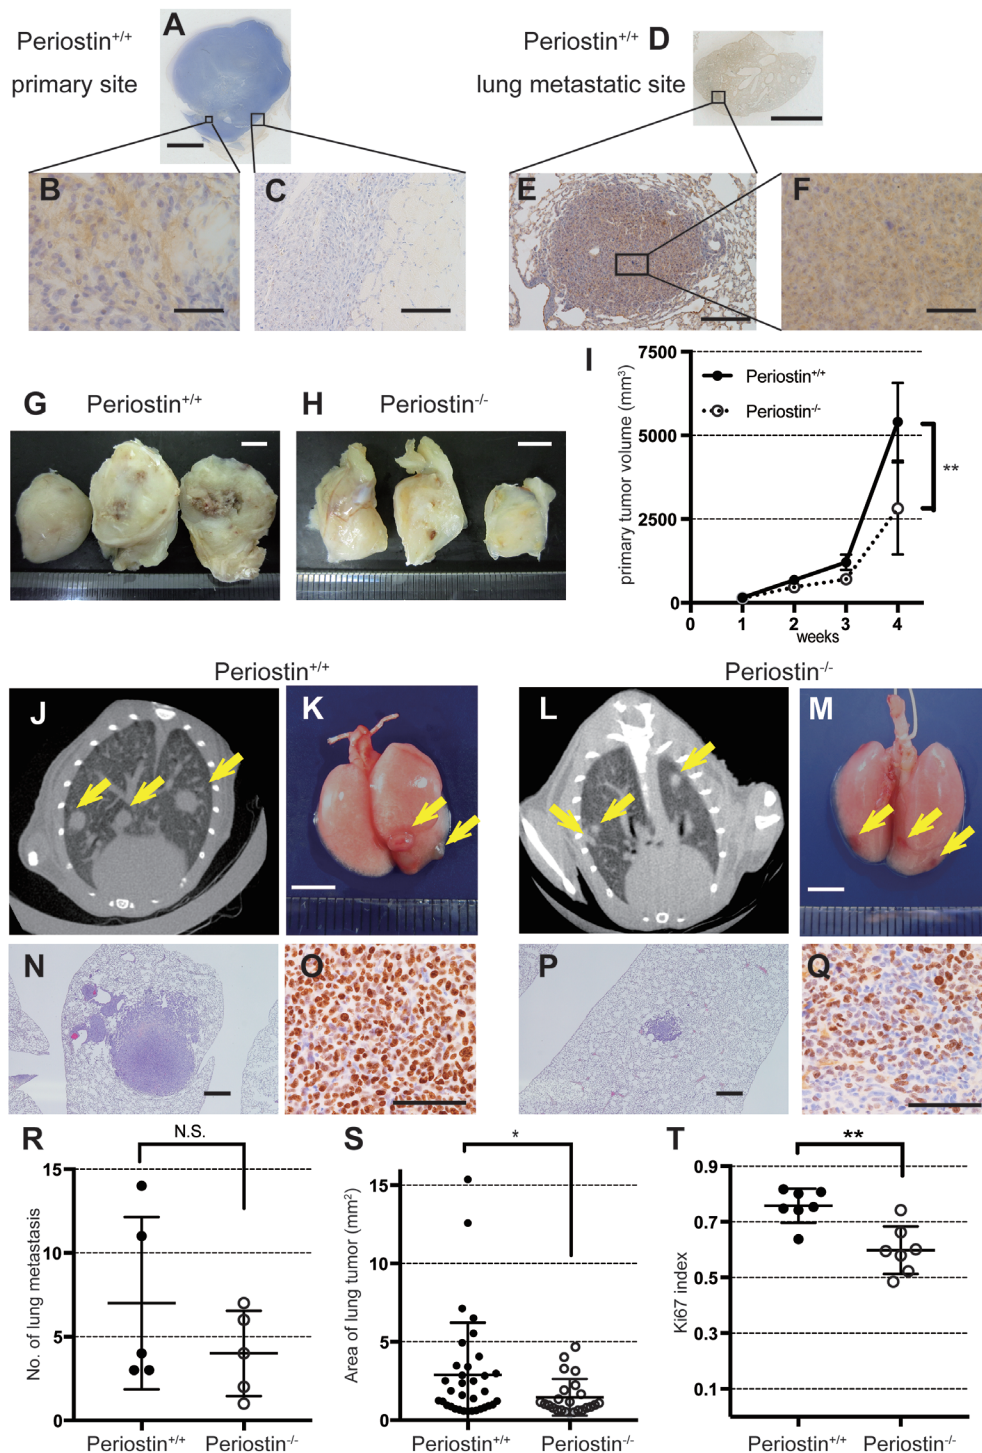 A
Periostin+/+
primary site
Periostin+/+ D
lung metastatic site
B
C
E
F
G Periostin+/+
H Periostin-/-
I
primary tumor volume (mm3)
7500
5000
2500
0
Periostin+/+
Periostin-/-
**
0 1 2 3 4
weeks
Periostin+/+
Periostin-/-
J
K
L
M
N
O
P
Q
R
N.S.
No. of lung metastasis
15
10
5
0
Periostin+/+ Periostin-/-
S
*
Area of lung tumor (mm2)
15
10
5
0
Periostin+/+ Periostin-/-
T
**
Ki67 index
0.9
0.7
0.5
0.3
0.1
Periostin+/+ Periostin-/-